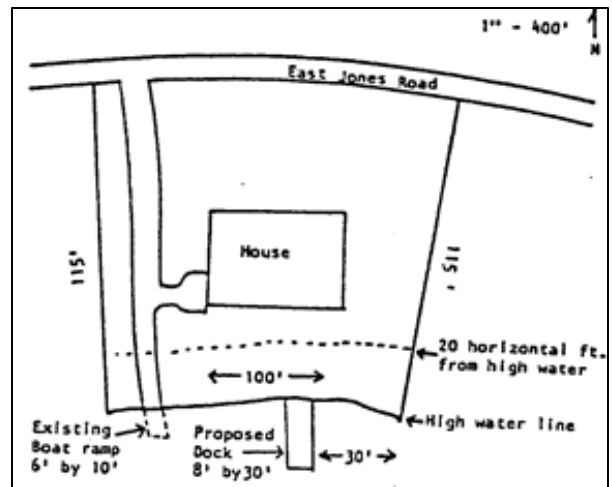 1" - 400'
N
East Jones Road
House
115'
115'
20 horizontal ft.
from high water
100'
High water line
Existing
Boat ramp
6' by 10'
Proposed
Dock
8' by 30'
30'